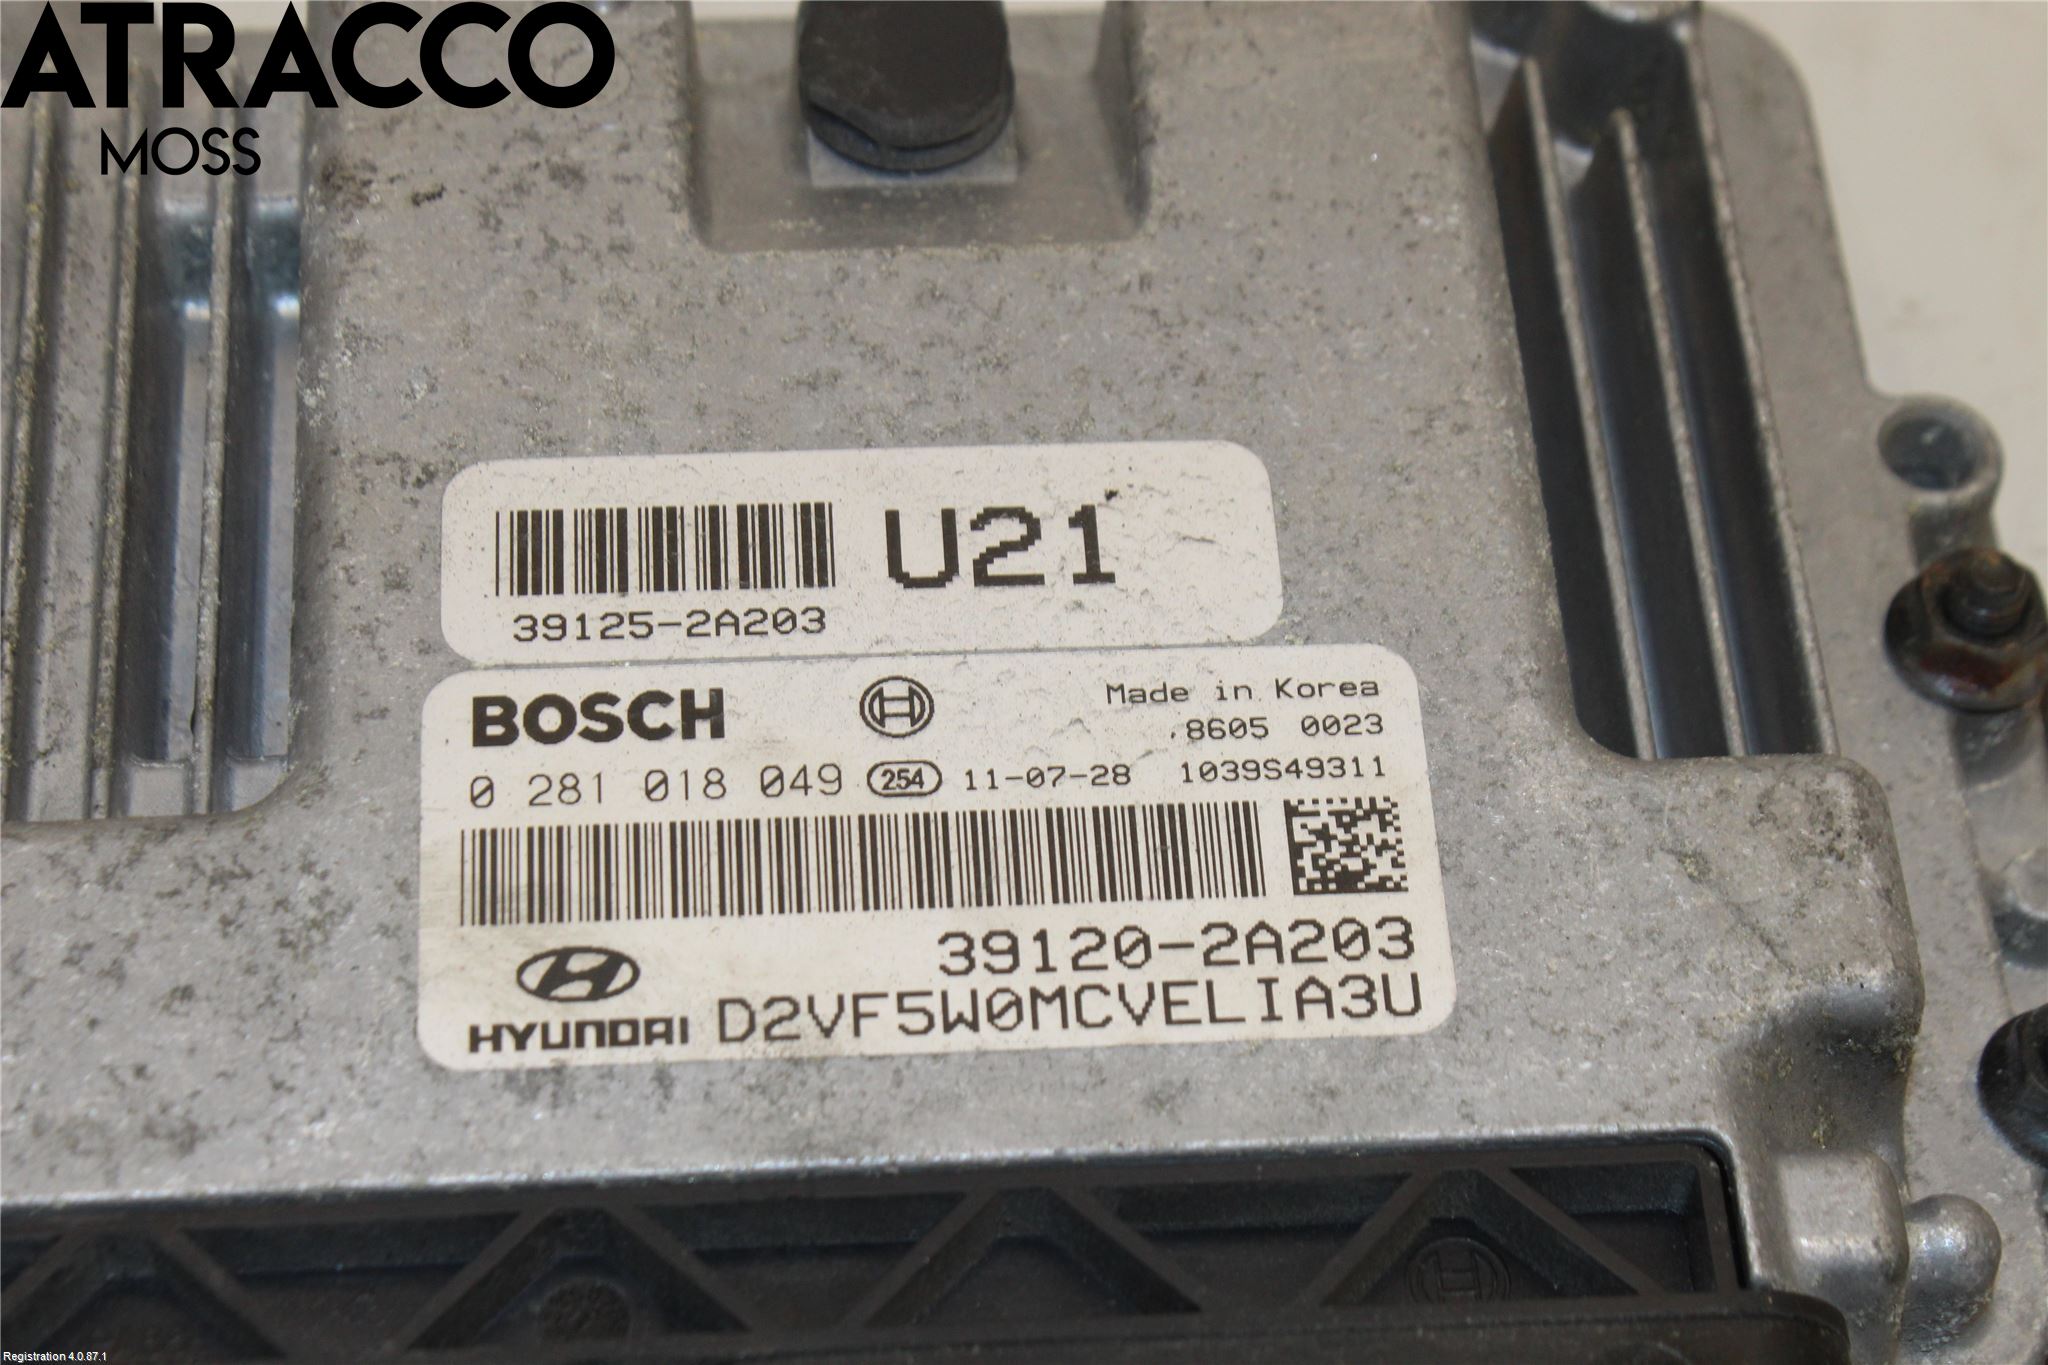 ATRACCO
MOSS
U21
39125-2A203
BOSCH
Made in Korea
8605 0023
0 281 018 049 254 11-07-28 1039S49311
39120-2A203
HYUNDAI D2VF5W0MCVELIA3U
Registration 4.0.87.1